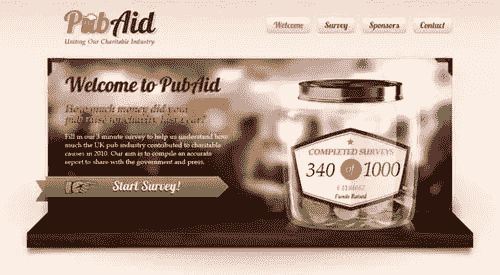 PubAid
Uniting Our Charitable Industry
Welcome
Survey
Sponsors
Contact
Welcome to PubAid
How much money did your
pub raise for charity last year?
Fill in our 3 minute survey to help us understand how
much the UK pub industry contributed to charitable
causes in 2010. Our aim is to compile an accurate
report to share with the government and press.
Start Survey!
COMPLETED SURVEYS
340 of 1000
Funds Raised